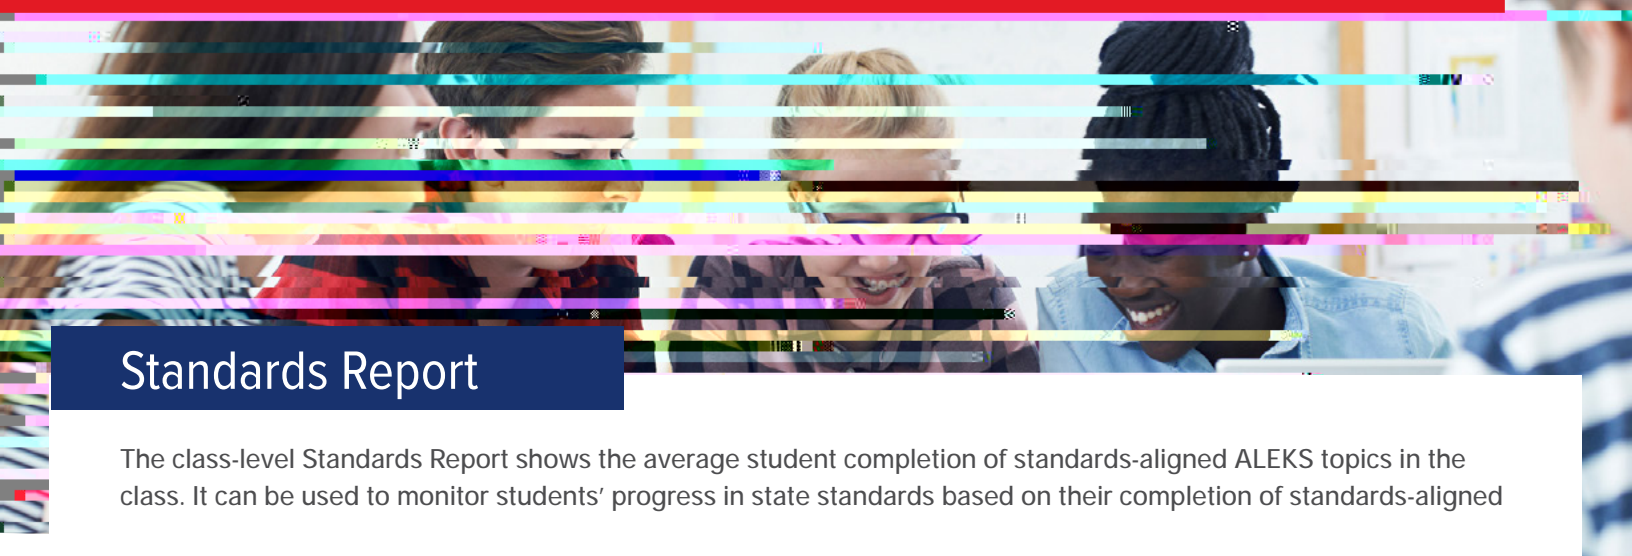 Standards Report
The class-level Standards Report shows the average student completion of standards-aligned ALEKS topics in the
class. It can be used to monitor students’ progress in state standards based on their completion of standards-aligned